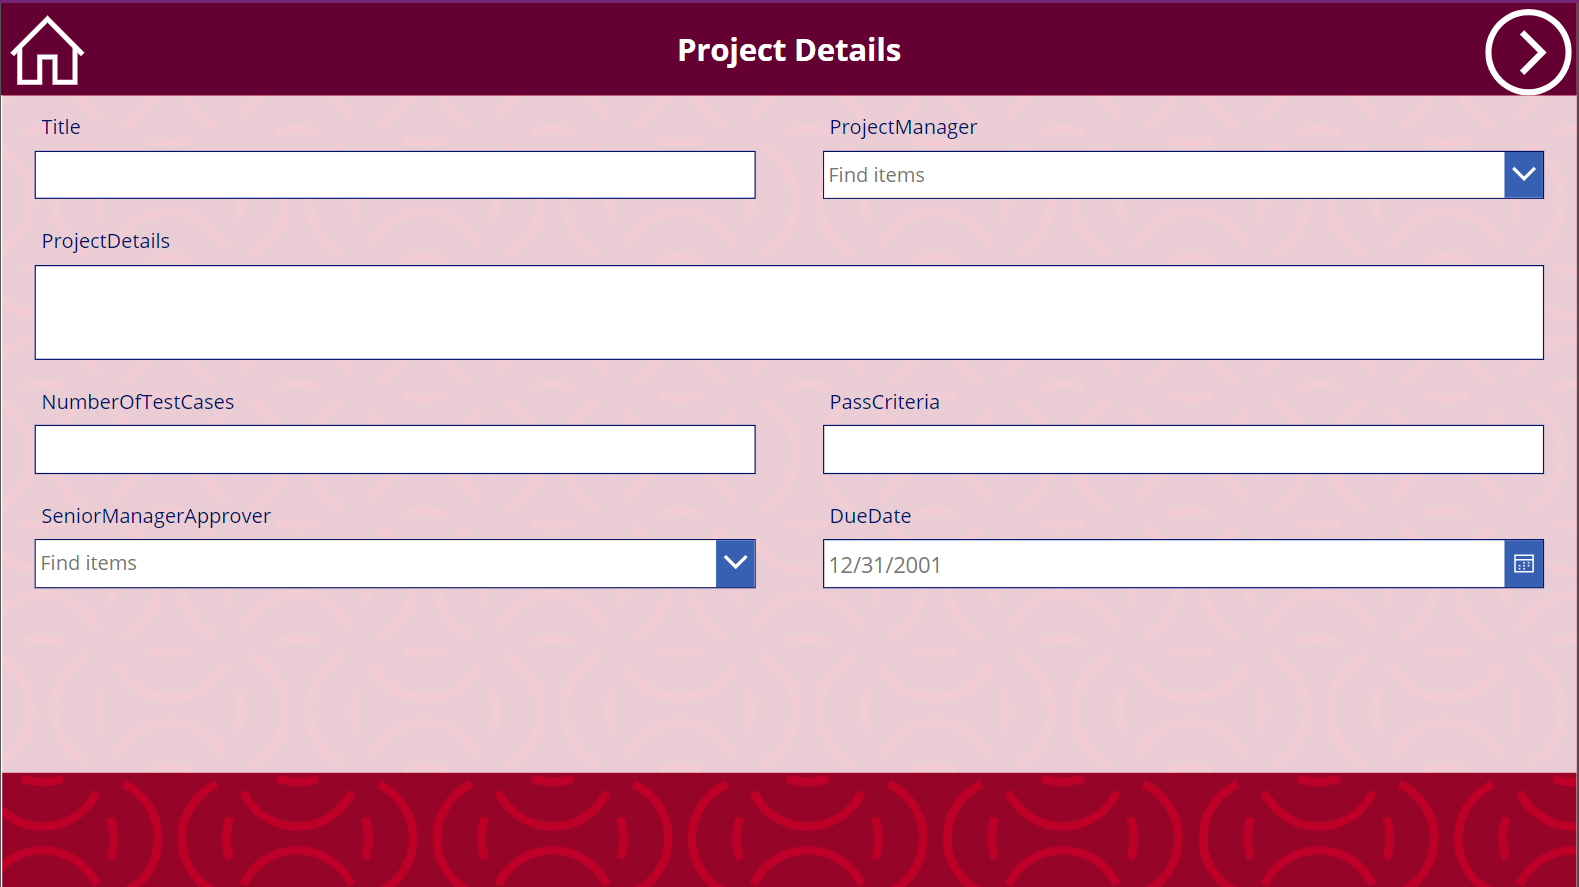 Project Details
Title
ProjectManager
Find items
ProjectDetails
NumberOfTestCases
PassCriteria
SeniorManagerApprover
DueDate
Find items
12/31/2001